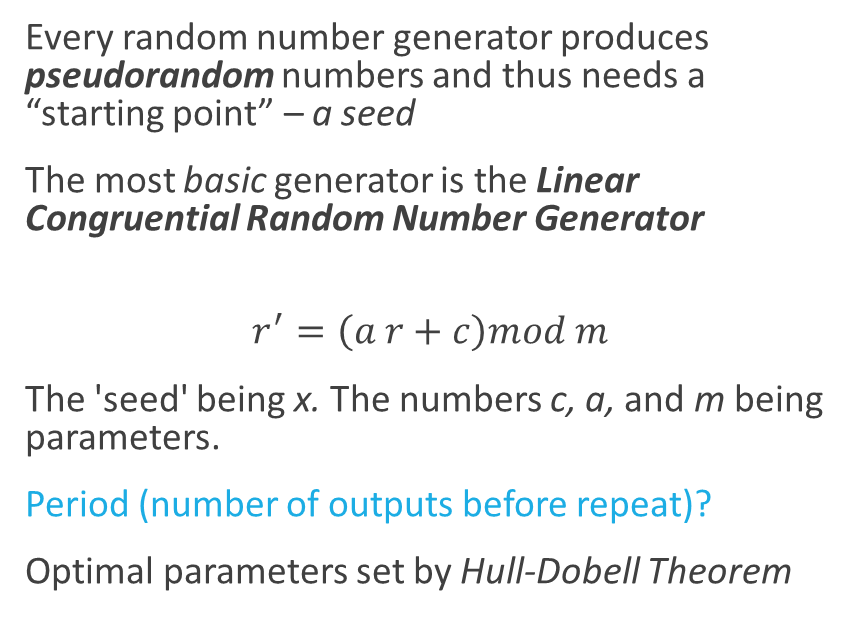 Every random number generator produces
pseudorandom numbers and thus needs a
“starting point” – a seed
The most basic generator is the Linear
Congruential Random Number Generator
r′ = (a r + c)mod m
The 'seed' being x. The numbers c, a, and m being
parameters.
Period (number of outputs before repeat)?
Optimal parameters set by Hull-Dobell Theorem